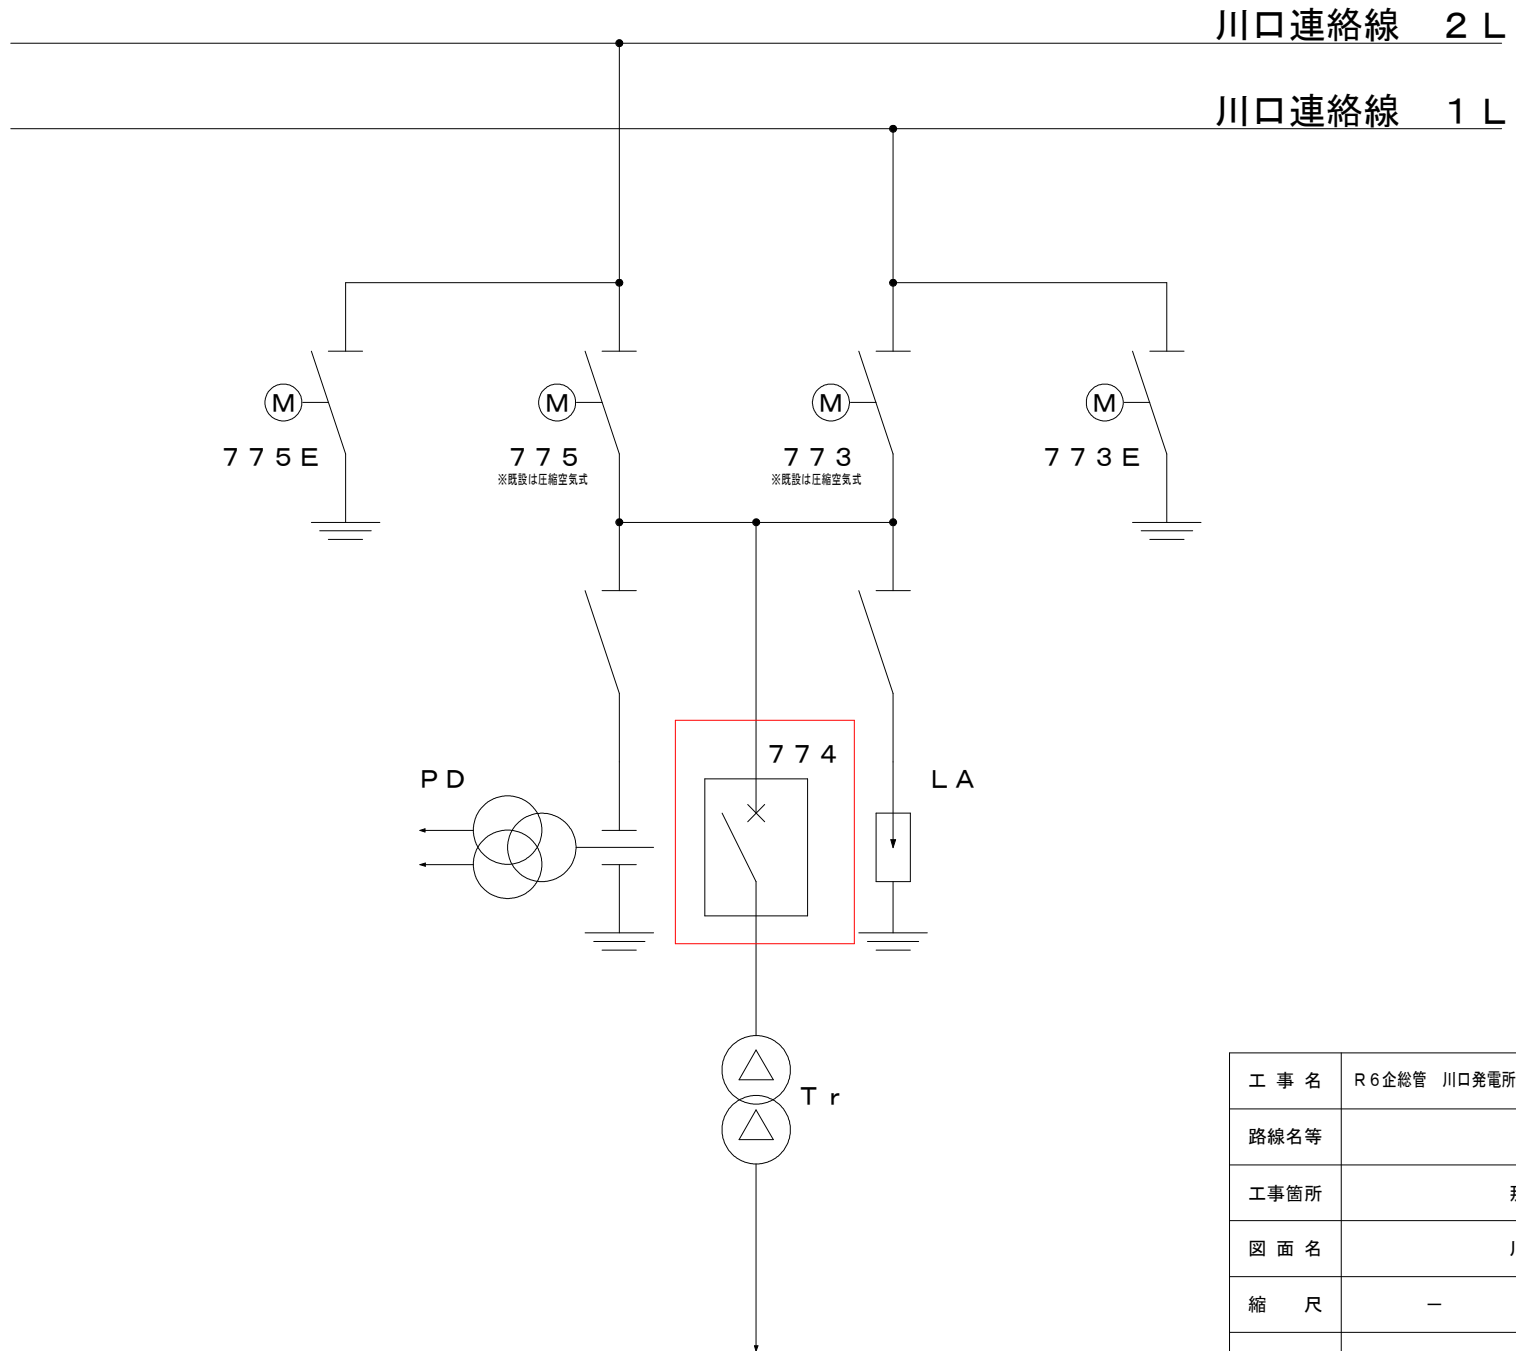 川口連絡線　２Ｌ
川口連絡線　１Ｌ
Ｍ
Ｍ
Ｍ
Ｍ
７７５Ｅ
７７５
※既設は圧縮空気式
７７３
※既設は圧縮空気式
７７３Ｅ
７７４
ＰＤ
ＬＡ
Ｔｒ
工事名　Ｒ６企総管　川口発電所
路線名等
工事箇所
図面名
縮尺　－